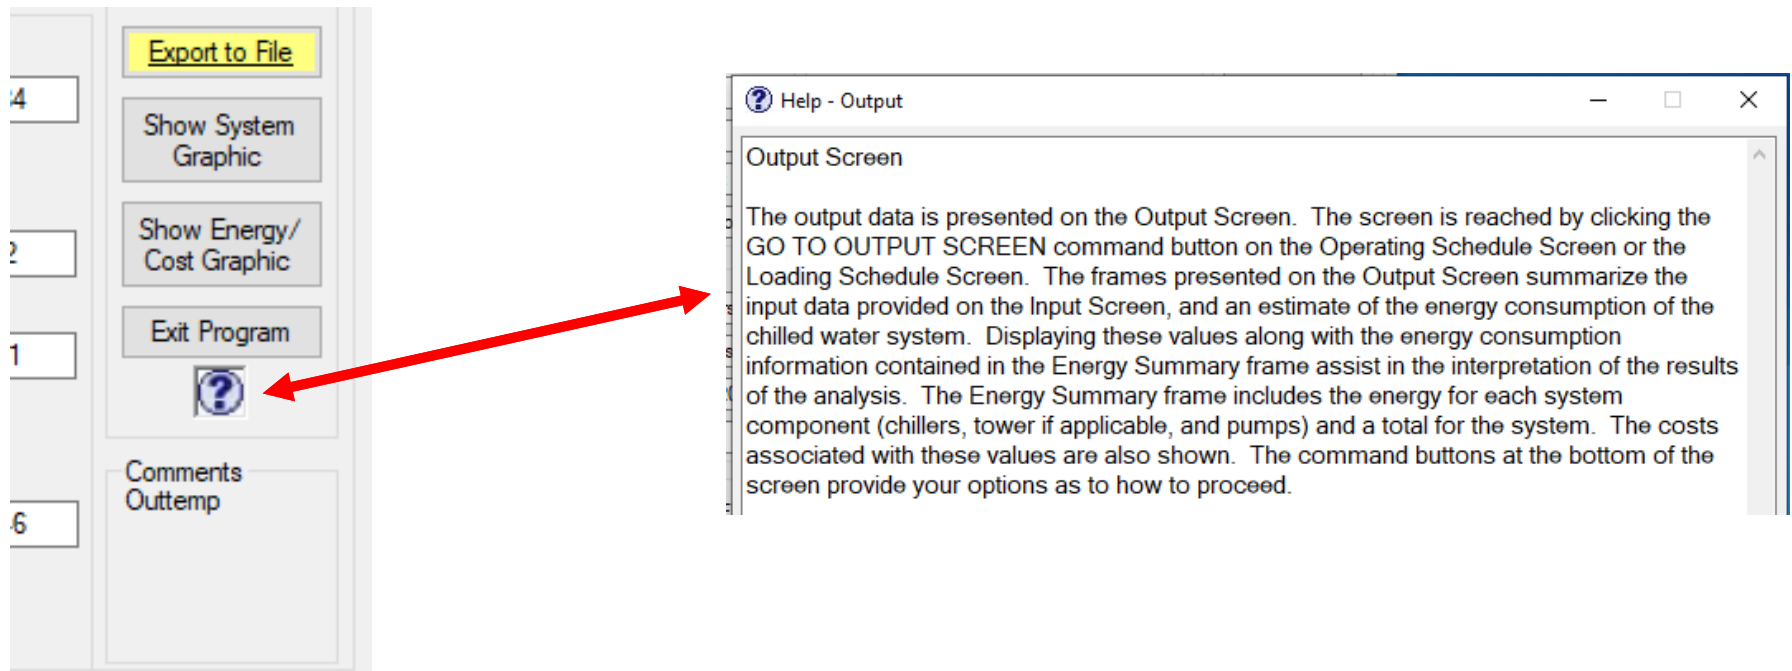 Export to File
34
Show System
Graphic
Show Energy/
Cost Graphic
2
Exit Program
1
?
Comments
Outtemp
46
? Help - Output
Output Screen
The output data is presented on the Output Screen.  The screen is reached by clicking the
GO TO OUTPUT SCREEN command button on the Operating Schedule Screen or the
Loading Schedule Screen.  The frames presented on the Output Screen summarize the
input data provided on the Input Screen, and an estimate of the energy consumption of the
chilled water system.  Displaying these values along with the energy consumption
information contained in the Energy Summary frame assist in the interpretation of the results
of the analysis.  The Energy Summary frame includes the energy for each system
component (chillers, tower if applicable, and pumps) and a total for the system.  The costs
associated with these values are also shown.  The command buttons at the bottom of the
screen provide your options as to how to proceed.